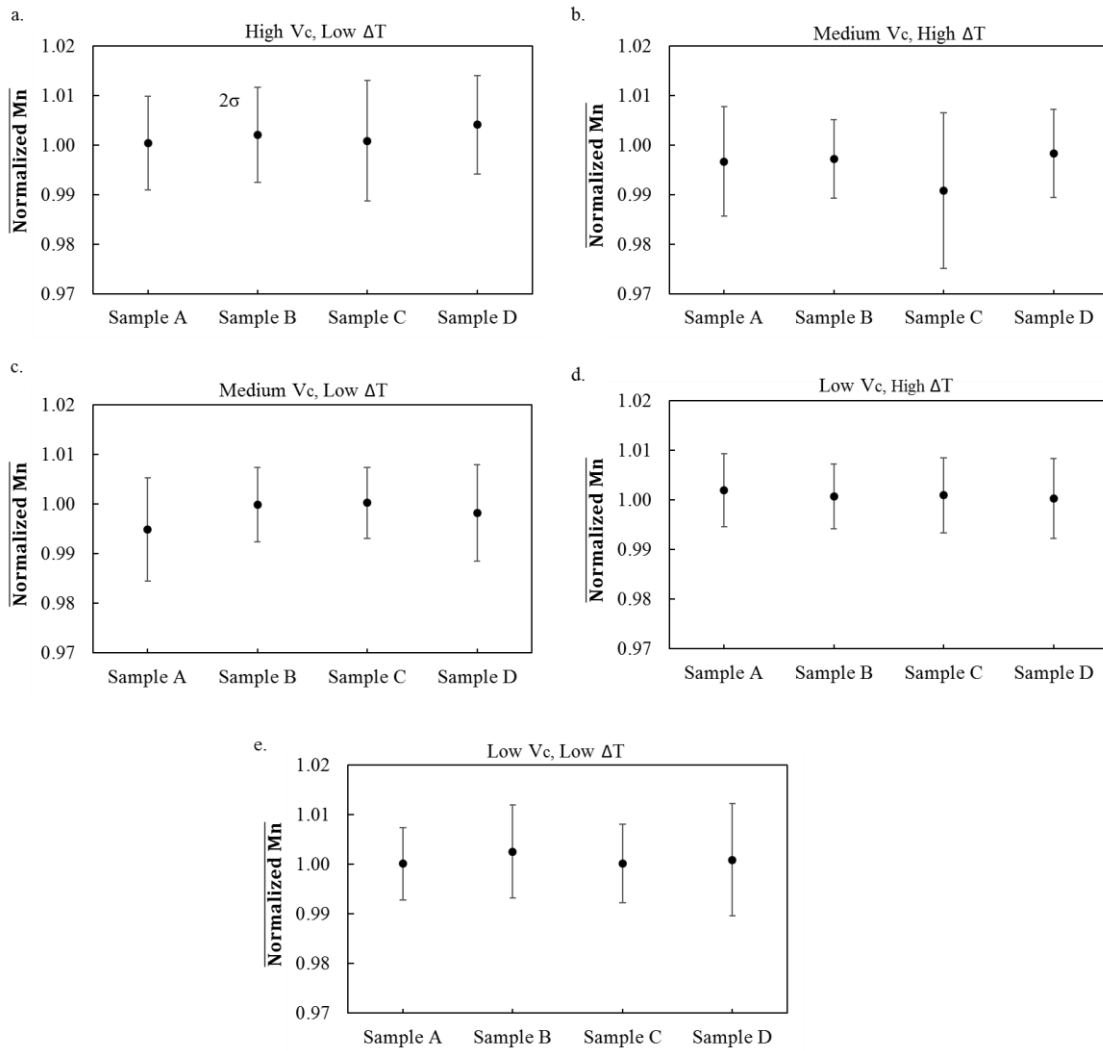 a.
High Vc, Low ΔT
1.02
1.01
1.00
0.99
0.98
0.97
Normalized Mn
2σ
Sample A Sample B Sample C Sample D
b.
Medium Vc, High ΔT
1.02
1.01
1.00
0.99
0.98
0.97
Normalized Mn
Sample A Sample B Sample C Sample D
c.
Medium Vc, Low ΔT
1.02
1.01
1.00
0.99
0.98
0.97
Normalized Mn
Sample A Sample B Sample C Sample D
d.
Low Vc, High ΔT
1.02
1.01
1.00
0.99
0.98
0.97
Normalized Mn
Sample A Sample B Sample C Sample D
e.
Low Vc, Low ΔT
1.02
1.01
1.00
0.99
0.98
0.97
Normalized Mn
Sample A Sample B Sample C Sample D